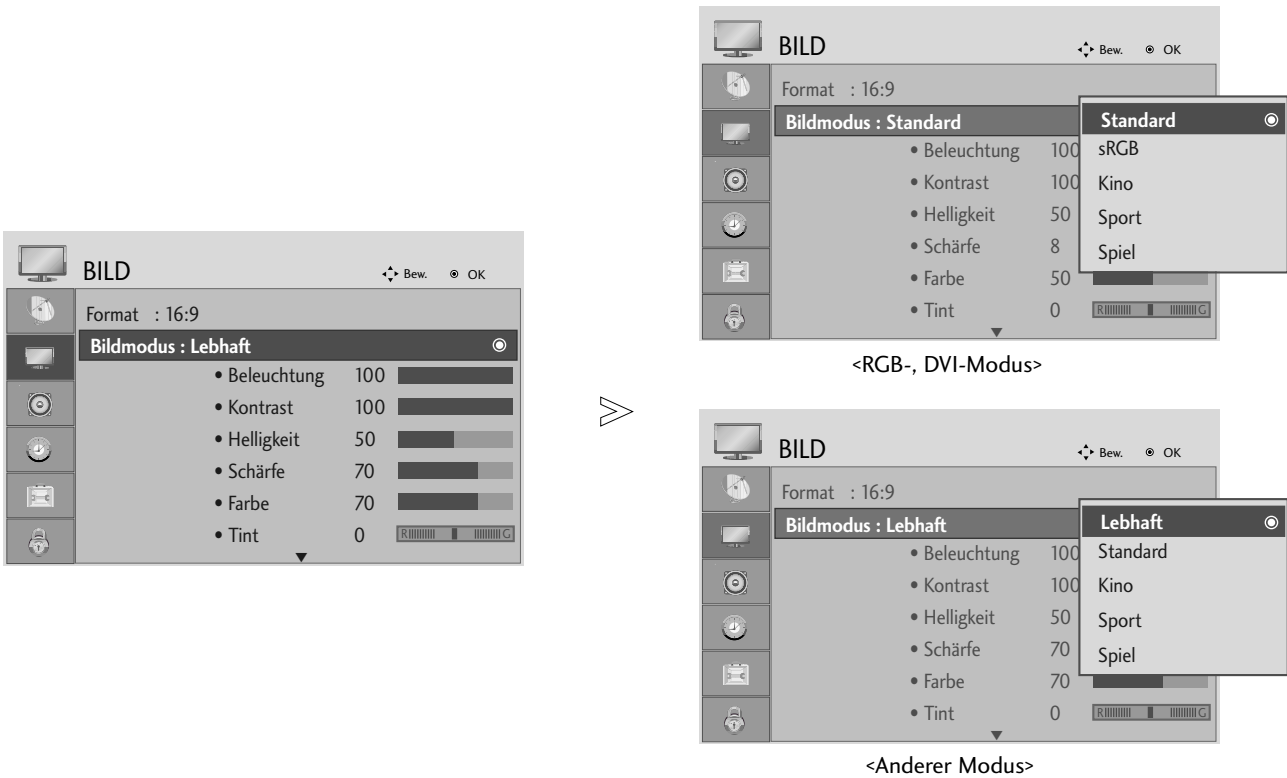 BILD
Bew. OK
Format : 16:9
Bildmodus : Lebhaft
• Beleuchtung 100
• Kontrast 100
• Helligkeit 50
• Schärfe 70
• Farbe 70
• Tint 0 R G
BILD
Bew. OK
Format : 16:9
Bildmodus : Standard
• Beleuchtung 100
• Kontrast 100
• Helligkeit 50
• Schärfe 8
• Farbe 50
• Tint 0 R G
Standard
sRGB
Kino
Sport
Spiel
<RGB-, DVI-Modus>
BILD
Bew. OK
Format : 16:9
Bildmodus : Lebhaft
• Beleuchtung 100
• Kontrast 100
• Helligkeit 50
• Schärfe 70
• Farbe 70
• Tint 0 R G
Lebhaft
Standard
Kino
Sport
Spiel
<Anderer Modus>